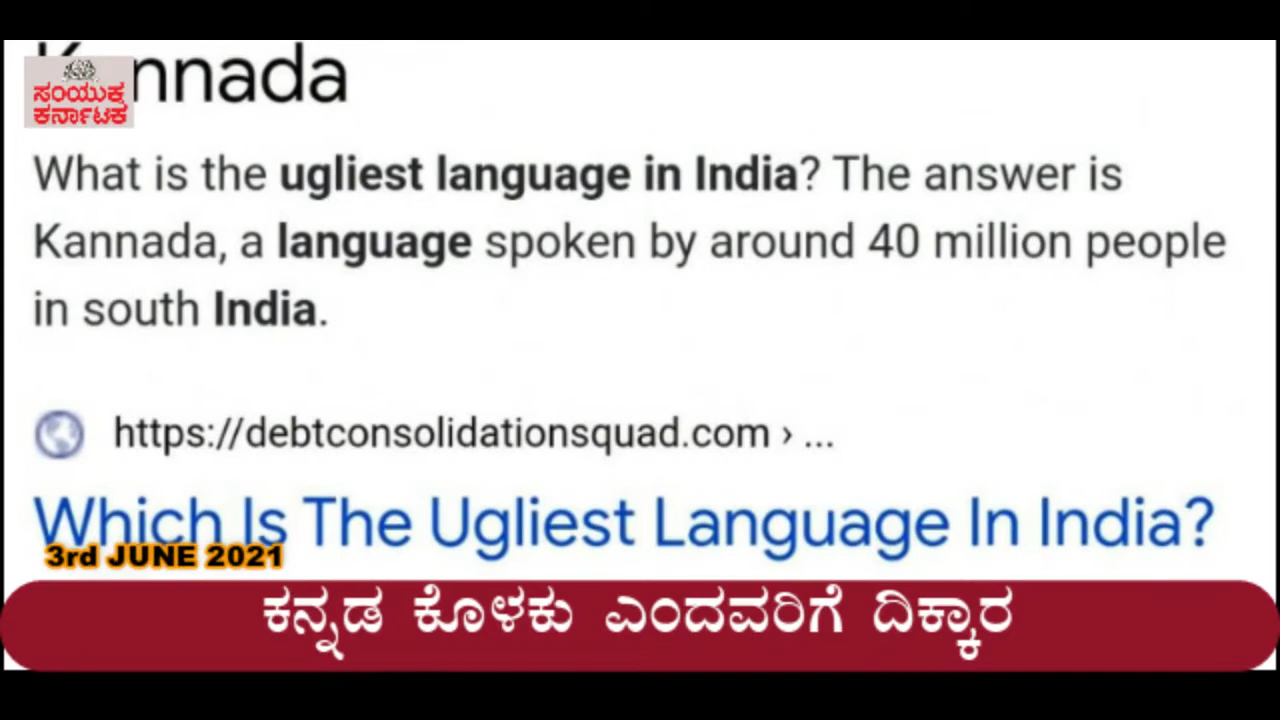 Kannada
ಸಂಯುಕ್ತ
ಕರ್ನಾಟಕ
What is the ugliest language in India? The answer is
Kannada, a language spoken by around 40 million people
in south India.
https://debtconsolidationsquad.com › ...
Which Is The Ugliest Language In India?
3rd JUNE 2021
ಕನ್ನಡ ಕೊಳಕು ಎಂದವರಿಗೆ ದಿಕ್ಕಾರ